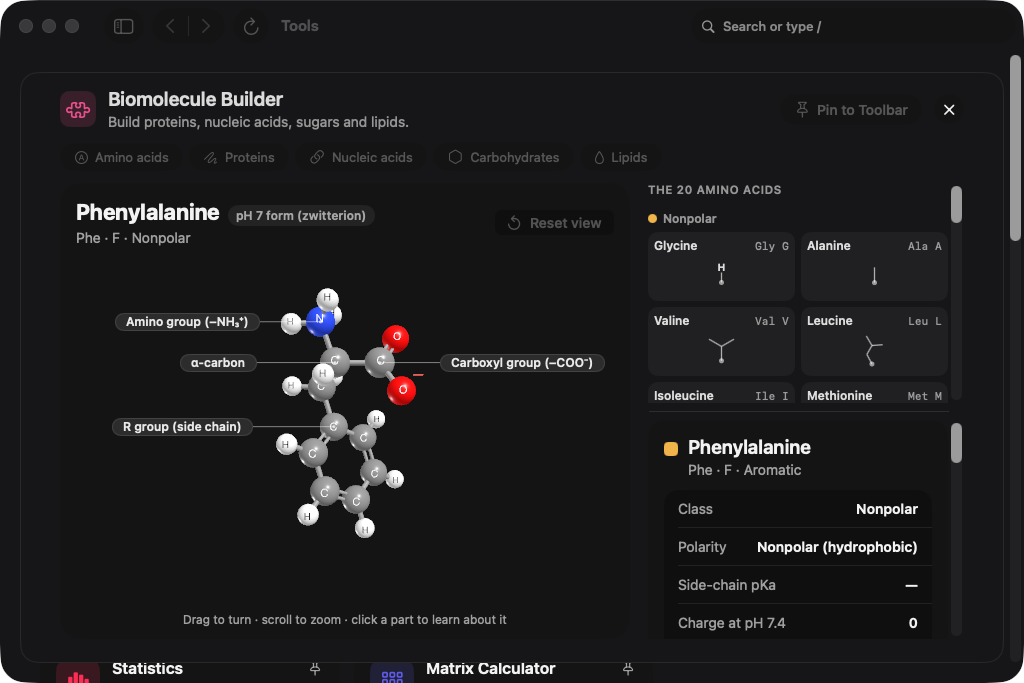 Tools
Search or type /
Biomolecule Builder
Build proteins, nucleic acids, sugars and lipids.
Pin to Toolbar
Amino acids
Proteins
Nucleic acids
Carbohydrates
Lipids
Phenylalanine
pH 7 form (zwitterion)
Phe · F · Nonpolar
Reset view
H
Amino group (–NH₃⁺)
H
N⁺
α-carbon
C
C
O
Carboxyl group (–COO⁻)
H
H
C
O
R group (side chain)
C
H
H
C
C
C
H
C
C
H
H
Drag to turn · scroll to zoom · click a part to learn about it
THE 20 AMINO ACIDS
Nonpolar
Glycine Gly G
H
Alanine Ala A
Valine Val V
Leucine Leu L
Isoleucine Ile I
Methionine Met M
Phenylalanine
Phe · F · Aromatic
Class Nonpolar
Polarity Nonpolar (hydrophobic)
Side-chain pKa —
Charge at pH 7.4 0
Statistics
Matrix Calculator